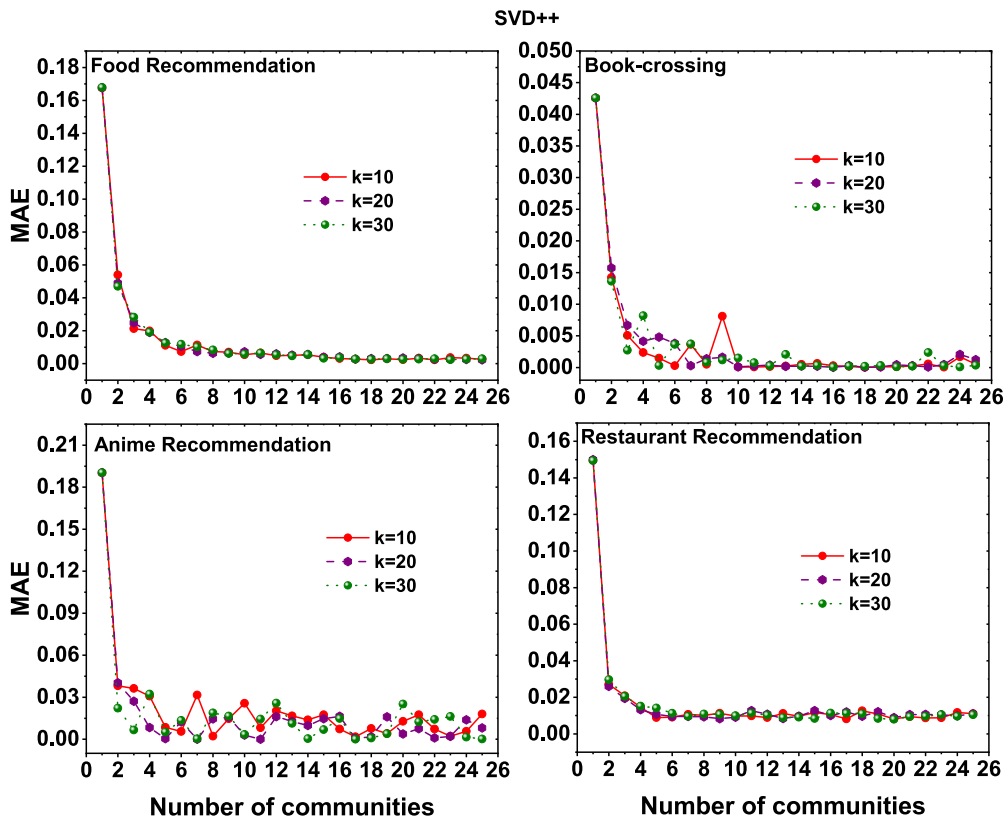 SVD++
Food Recommendation
MAE
0.18
0.16
0.14
0.12
0.10
0.08
0.06
0.04
0.02
0.00
k=10
k=20
k=30
0 2 4 6 8 10 12 14 16 18 20 22 24 26
Book-crossing
0.050
0.045
0.040
0.035
0.030
0.025
0.020
0.015
0.010
0.005
0.000
k=10
k=20
k=30
0 2 4 6 8 10 12 14 16 18 20 22 24 26
Anime Recommendation
MAE
0.21
0.18
0.15
0.12
0.09
0.06
0.03
0.00
k=10
k=20
k=30
0 2 4 6 8 10 12 14 16 18 20 22 24 26
Number of communities
Restaurant Recommendation
0.16
0.14
0.12
0.10
0.08
0.06
0.04
0.02
0.00
k=10
k=20
k=30
0 2 4 6 8 10 12 14 16 18 20 22 24 26
Number of communities